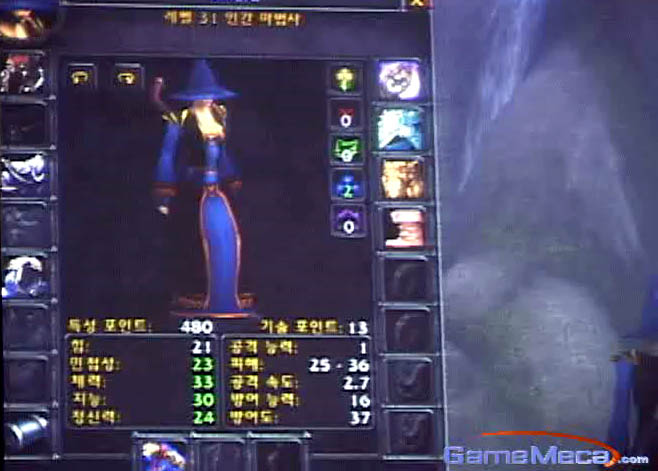 레벨 31 인간 마법사
0
0
2
0
특성 포인트: 480 기술 포인트: 13
힘: 21 공격 능력: 1
민첩성: 23 피해: 25 - 36
체력: 33 공격 속도: 2.7
지능: 30 방어 능력: 16
정신력: 24 방어도: 37
GameMeca.com